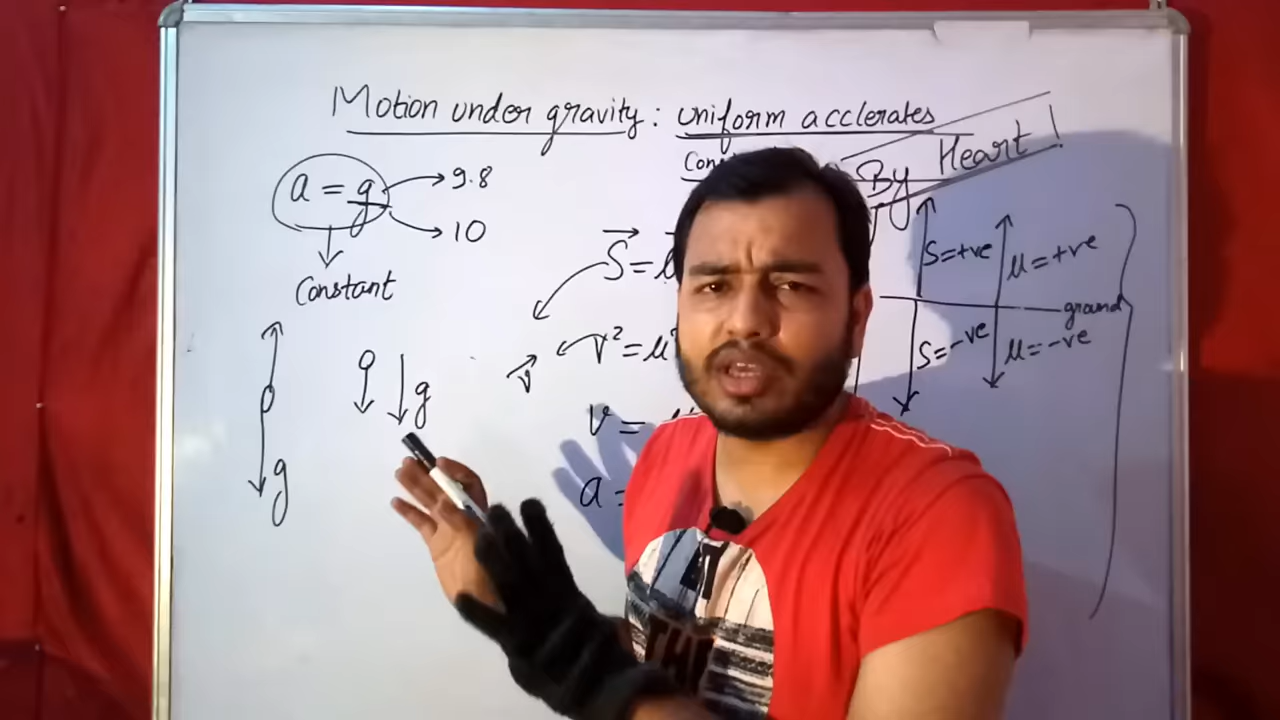 Motion under gravity : uniform acclerates
By Heart !
a = g
9.8
10
Constant
S =
S=+ve
u=+ve
ground
S=-ve
u=-ve
v² = u²
v
g
v =
a =
g